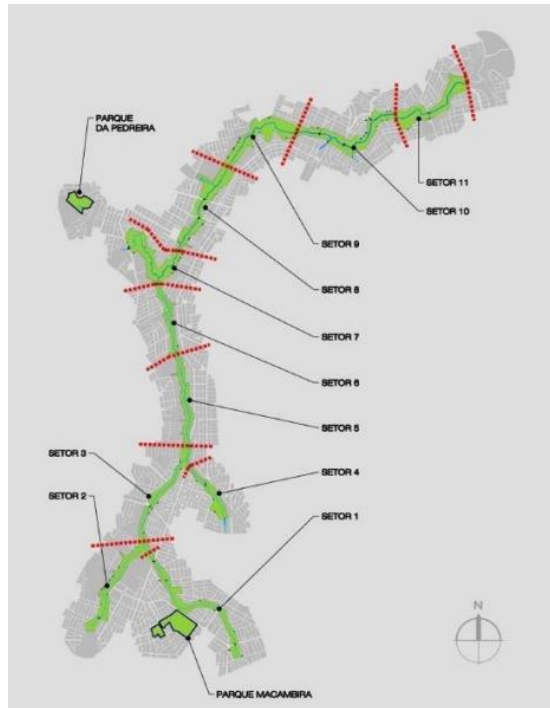 PARQUE
DA PEDREIRA
SETOR 11
SETOR 10
SETOR 9
SETOR 8
SETOR 7
SETOR 6
SETOR 5
SETOR 3
SETOR 4
SETOR 2
SETOR 1
N
PARQUE MACAMBIRA